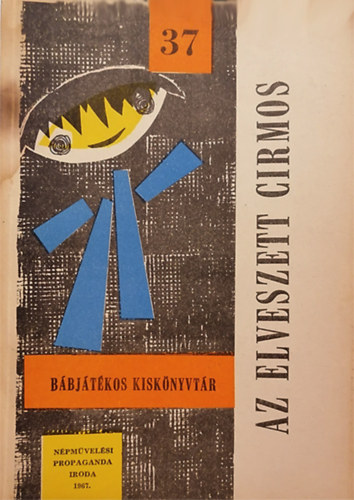 37
AZ ELVESZETT CIRMOS
BÁBJÁTÉKOS KISKÖNYVTÁR
NÉPMŰVELÉSI
PROPAGANDA
IRODA
1967.